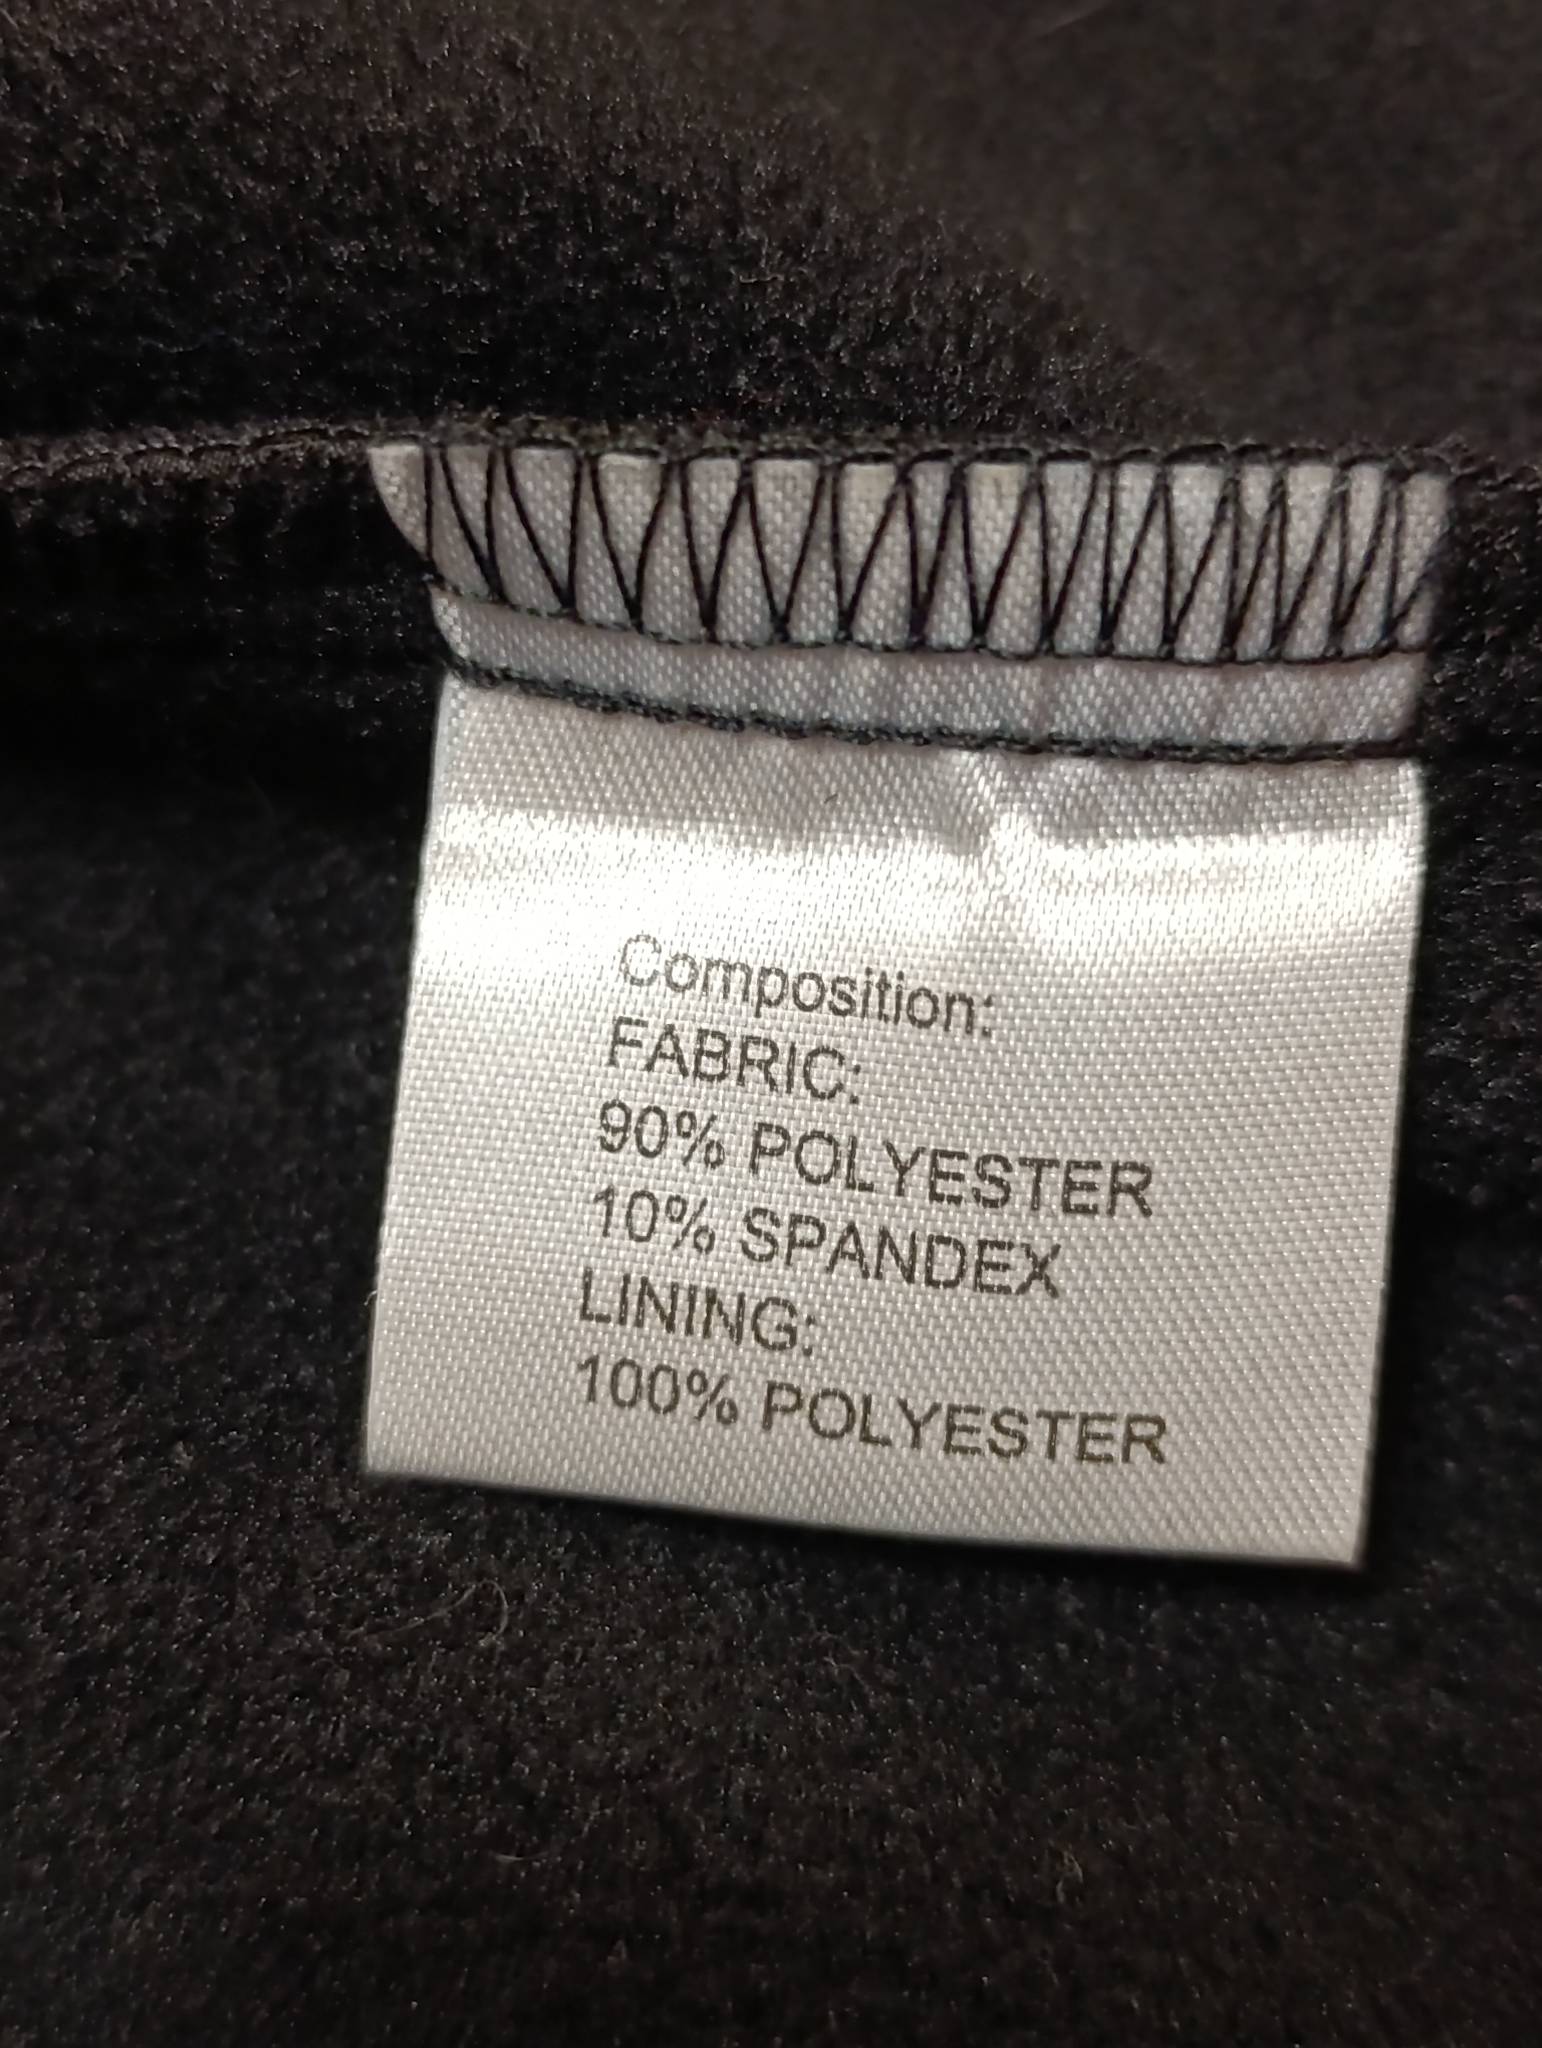 Composition:
FABRIC:
90% POLYESTER
10% SPANDEX
LINING:
100% POLYESTER